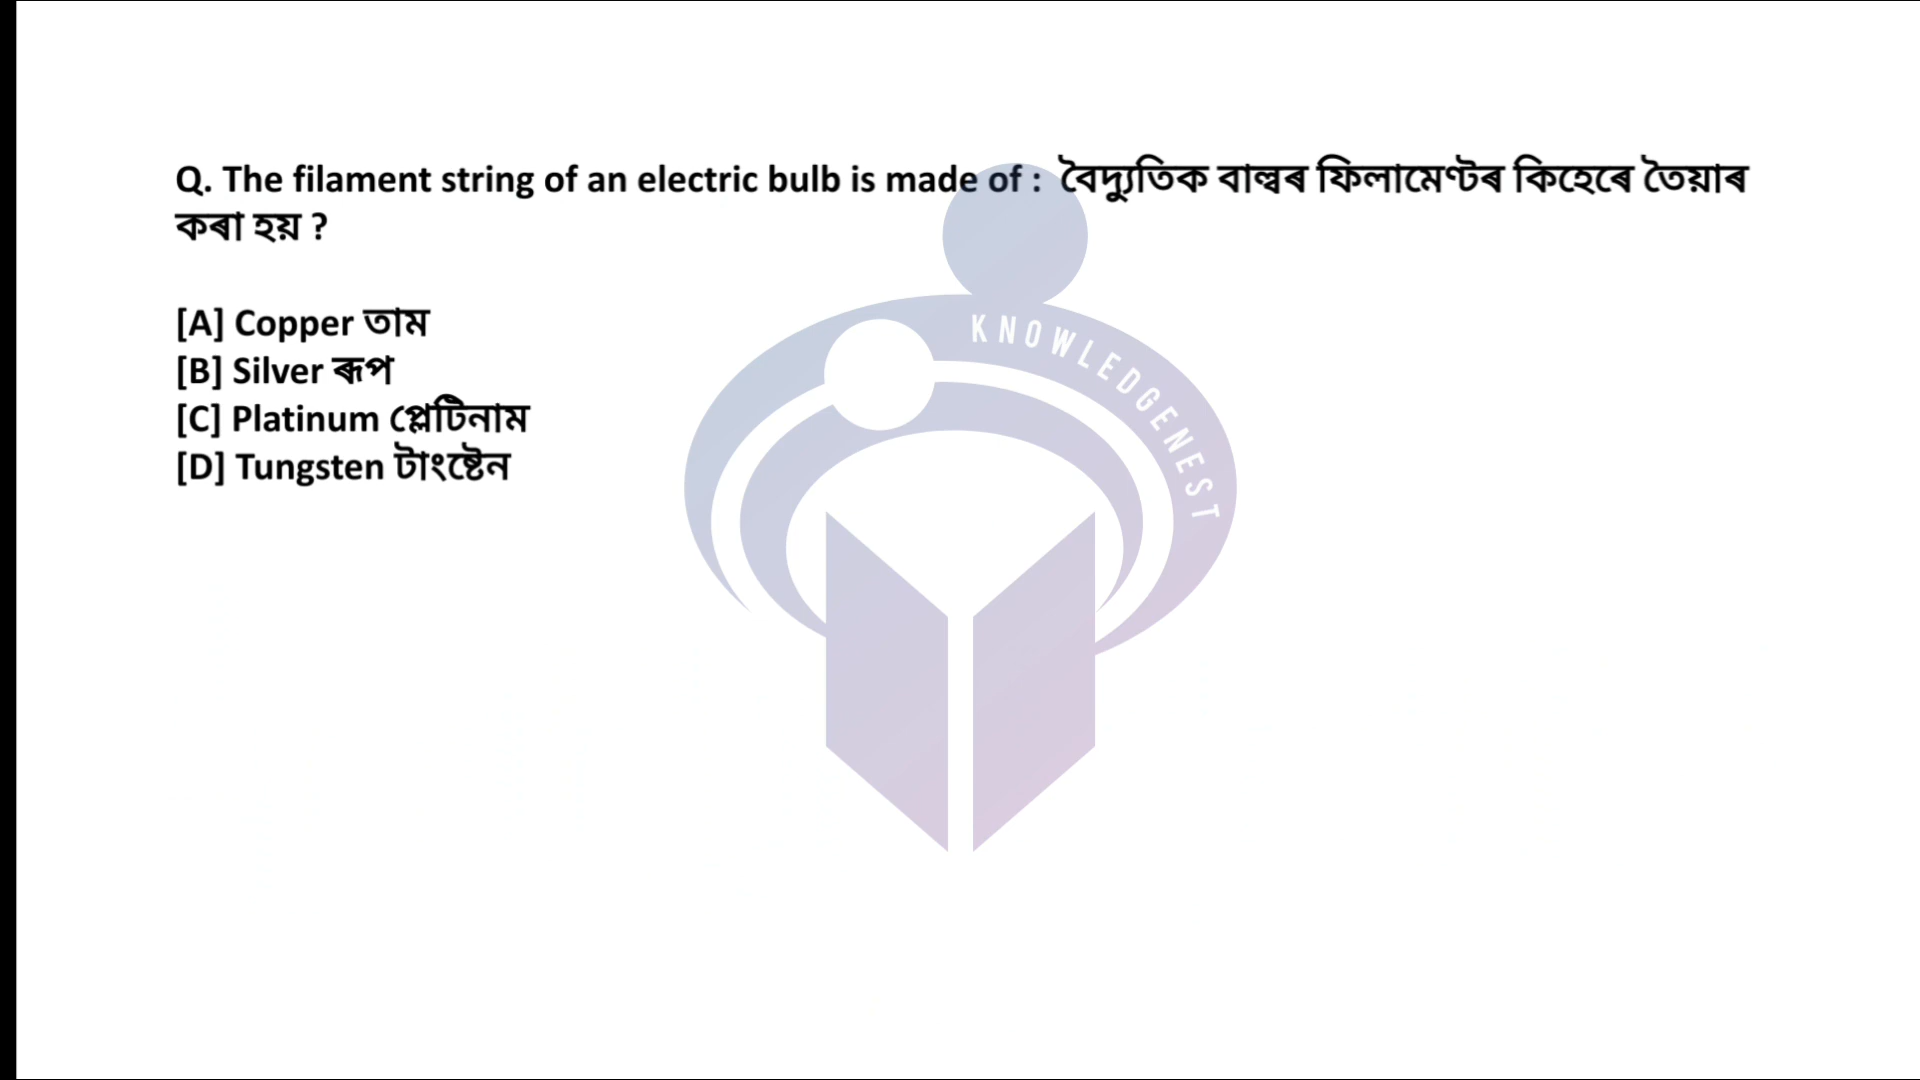 Q. The filament string of an electric bulb is made of : বৈদ্যুতিক বাল্বৰ ফিলামেণ্টৰ কিহেৰে তৈয়াৰ
কৰা হয় ?
[A] Copper তাম
[B] Silver ৰূপ
[C] Platinum প্লেটিনাম
[D] Tungsten টাংষ্টেন
KNOWLEDGENEST